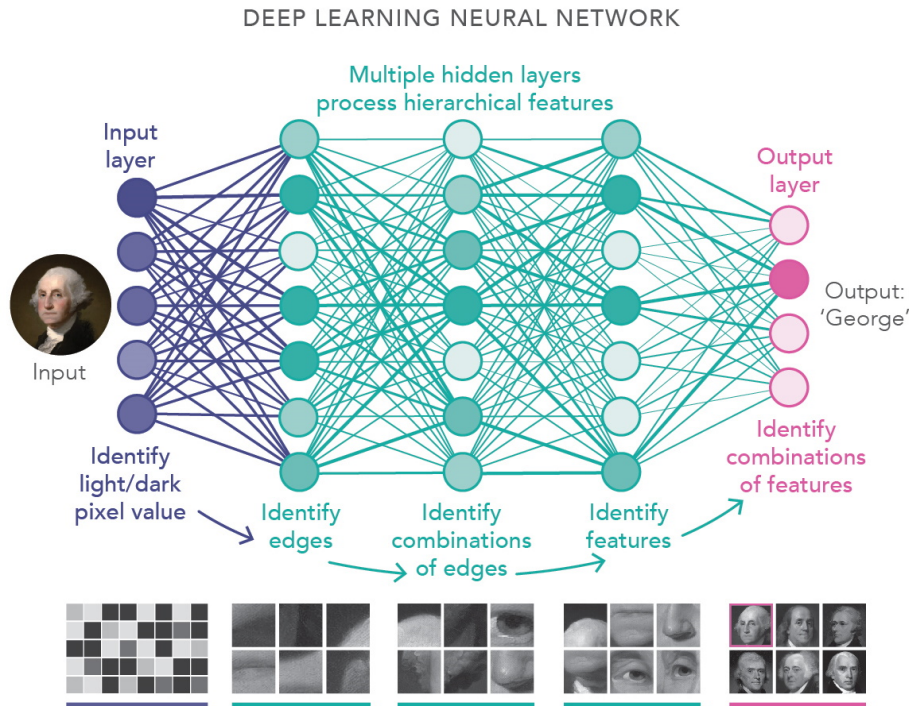 DEEP LEARNING NEURAL NETWORK
Multiple hidden layers
process hierarchical features
Input
layer
Output
layer
Input
Output:
‘George’
Identify
light/dark
pixel value
Identify
edges
Identify
combinations
of edges
Identify
features
Identify
combinations
of features